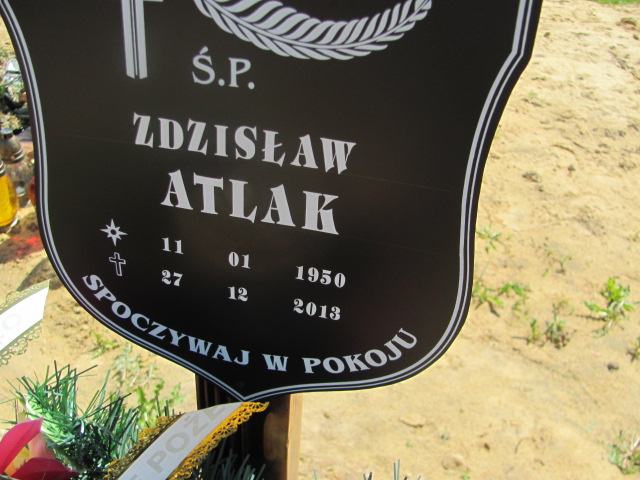 Ś.P.
ZDZISŁAW
ATLAK
11 01 1950
27 12 2013
SPOCZYWAJ W POKOJU